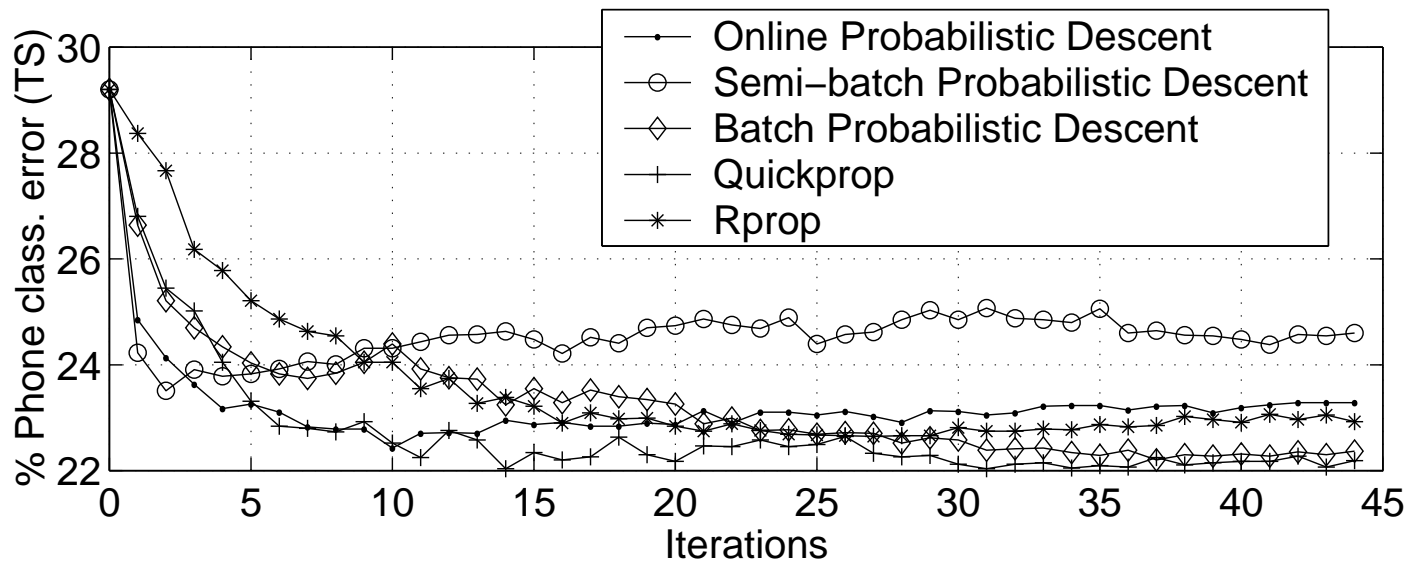 % Phone class. error (TS)
30
28
26
24
22
0 5 10 15 20 25 30 35 40 45
Iterations
Online Probabilistic Descent
Semi−batch Probabilistic Descent
Batch Probabilistic Descent
Quickprop
Rprop